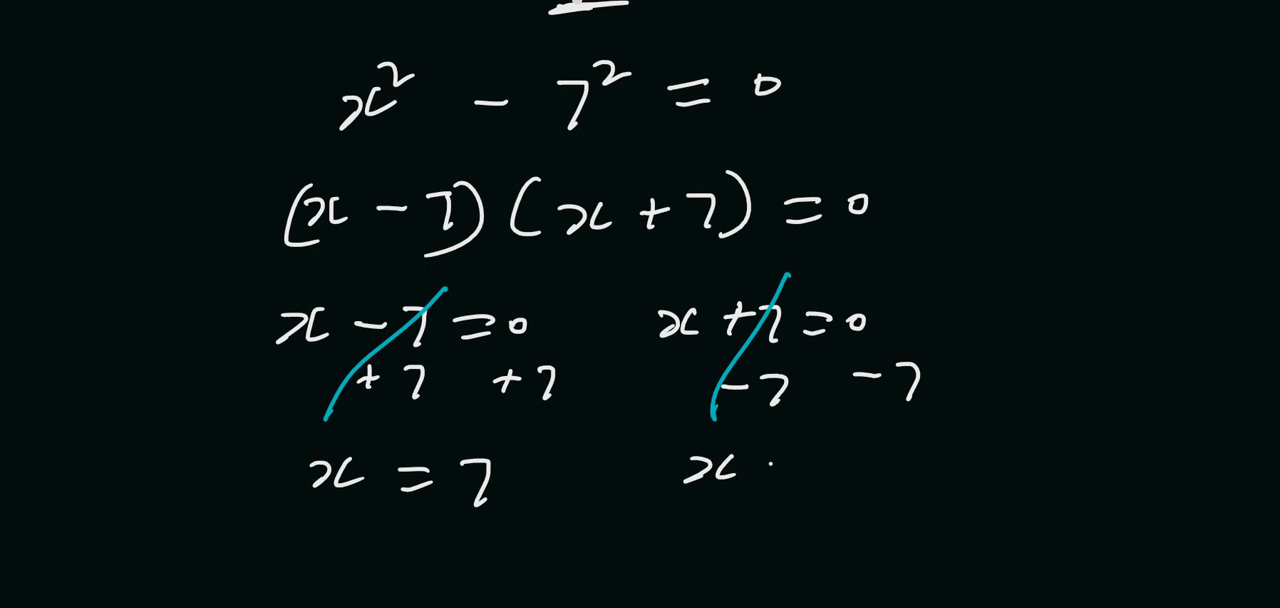 x² - 7² = 0
(x - 7) (x + 7) = 0
x - 7 = 0 x + 7 = 0
+ 7 + 7 - 7 - 7
x = 7 x